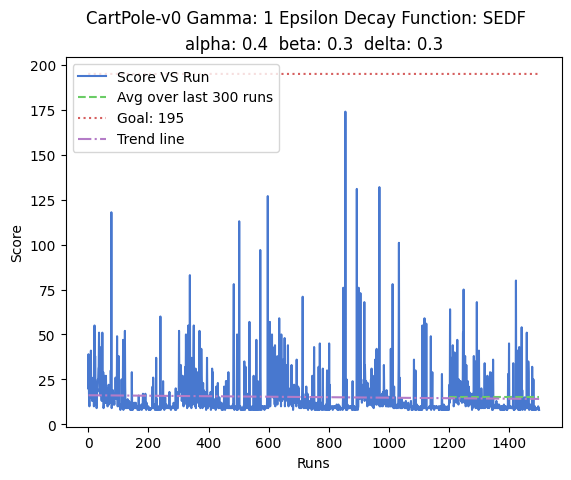 CartPole-v0 Gamma: 1 Epsilon Decay Function: SEDF
alpha: 0.4 beta: 0.3 delta: 0.3
Score VS Run
Avg over last 300 runs
Goal: 195
Trend line
200
175
150
125
100
75
50
25
0
Score
0 200 400 600 800 1000 1200 1400
Runs